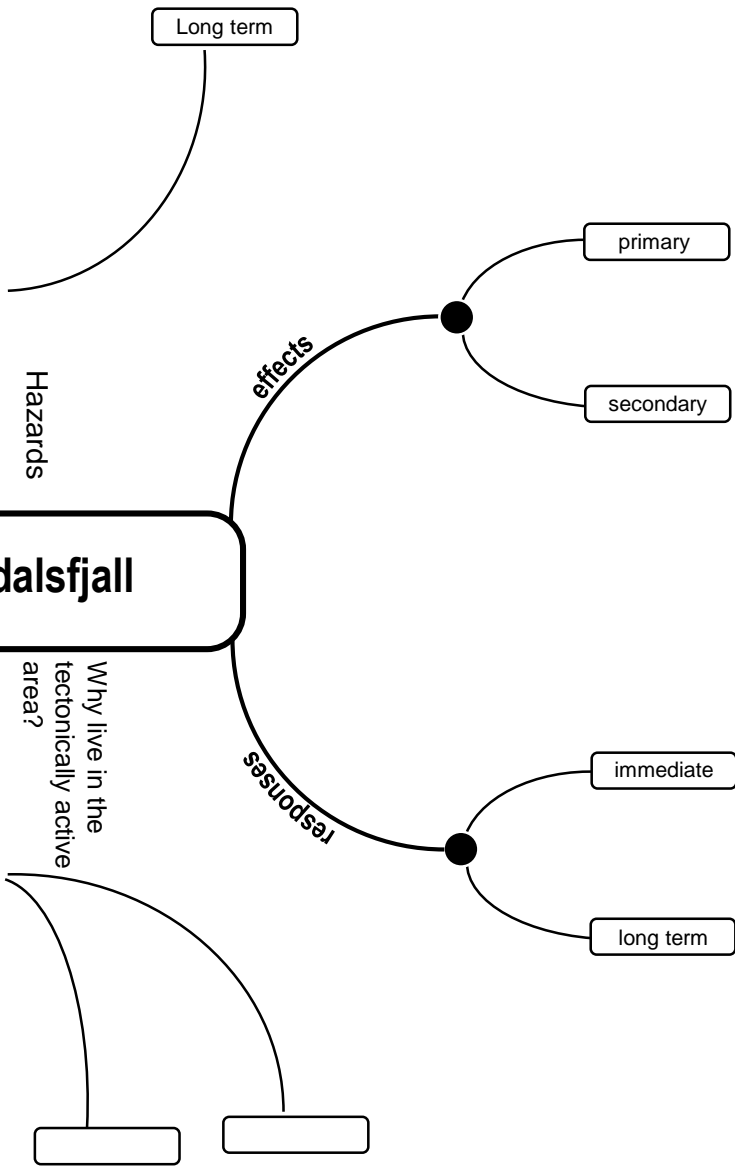 Long term
primary
effects
secondary
Hazards
dalsfjall
Why live in the
tectonically active
area?
responses
immediate
long term